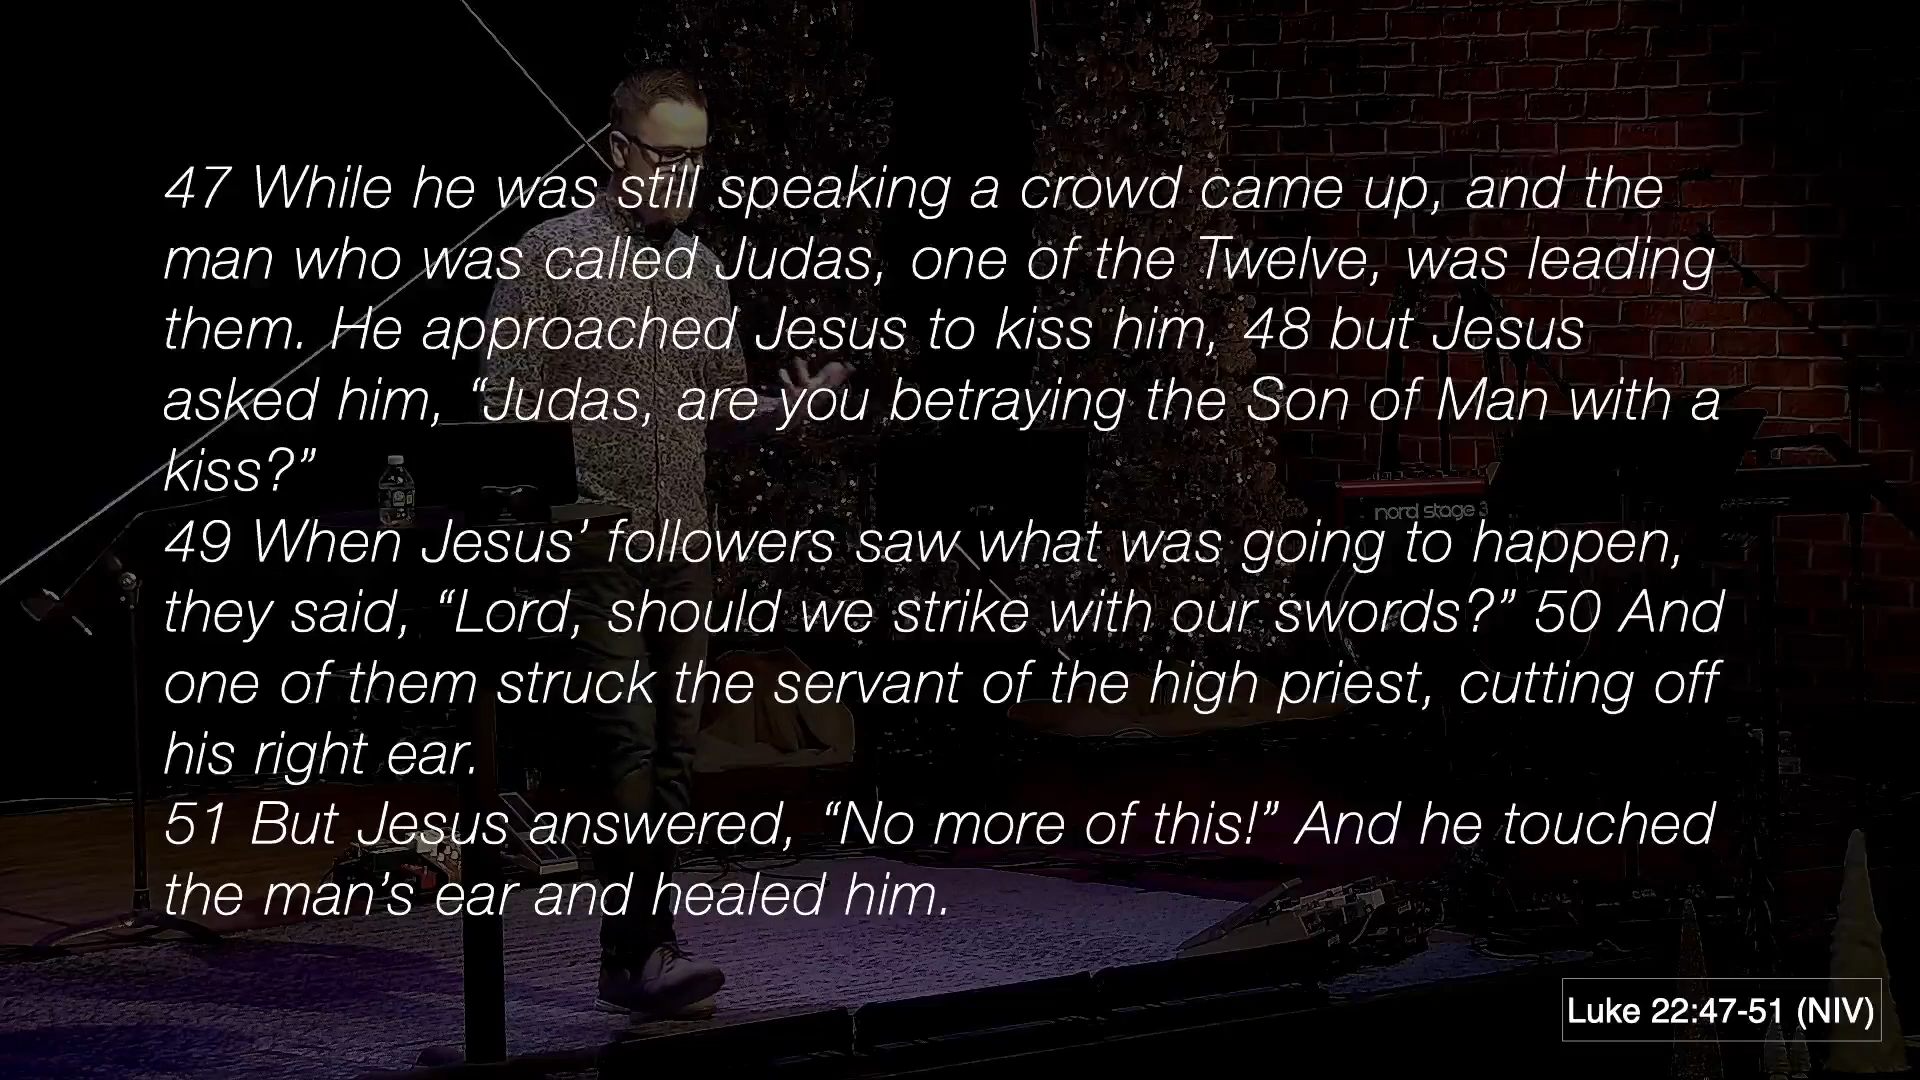 47 While he was still speaking a crowd came up, and the
man who was called Judas, one of the Twelve, was leading
them. He approached Jesus to kiss him, 48 but Jesus
asked him, “Judas, are you betraying the Son of Man with a
kiss?”
49 When Jesus’ followers saw what was going to happen,
they said, “Lord, should we strike with our swords?” 50 And
one of them struck the servant of the high priest, cutting off
his right ear.
51 But Jesus answered, “No more of this!” And he touched
the man’s ear and healed him.
nord stage 3
Luke 22:47-51 (NIV)